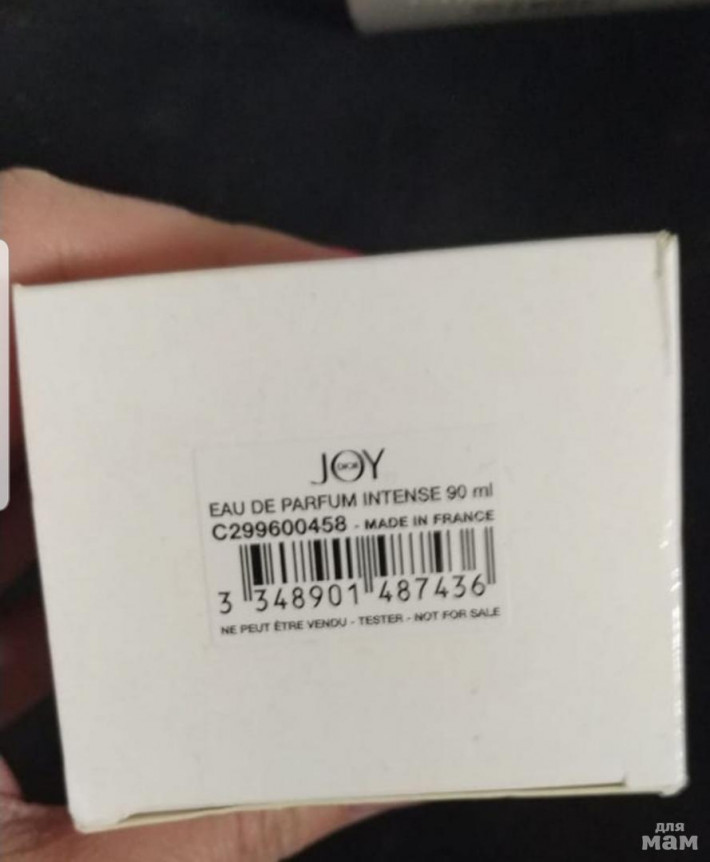 JOY
DIOR
EAU DE PARFUM INTENSE 90 ml
C299600458 - MADE IN FRANCE
3 348901 487436
NE PEUT ÊTRE VENDU - TESTER - NOT FOR SALE
для
мам